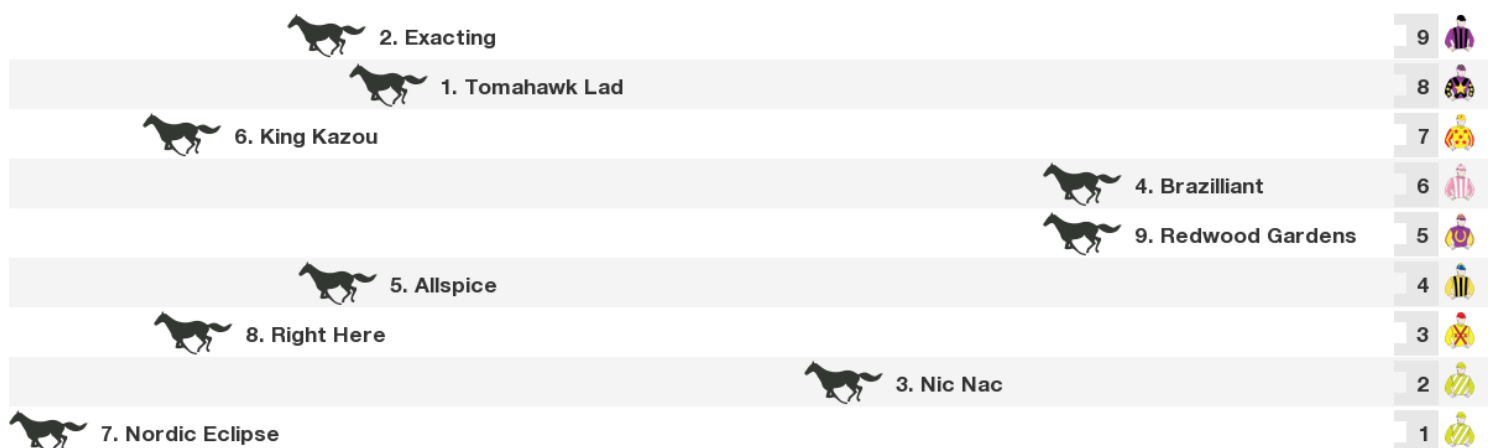 2. Exacting 9
1. Tomahawk Lad 8
6. King Kazou 7
4. Brazilliant 6
9. Redwood Gardens 5
5. Allspice 4
8. Right Here 3
3. Nic Nac 2
7. Nordic Eclipse 1